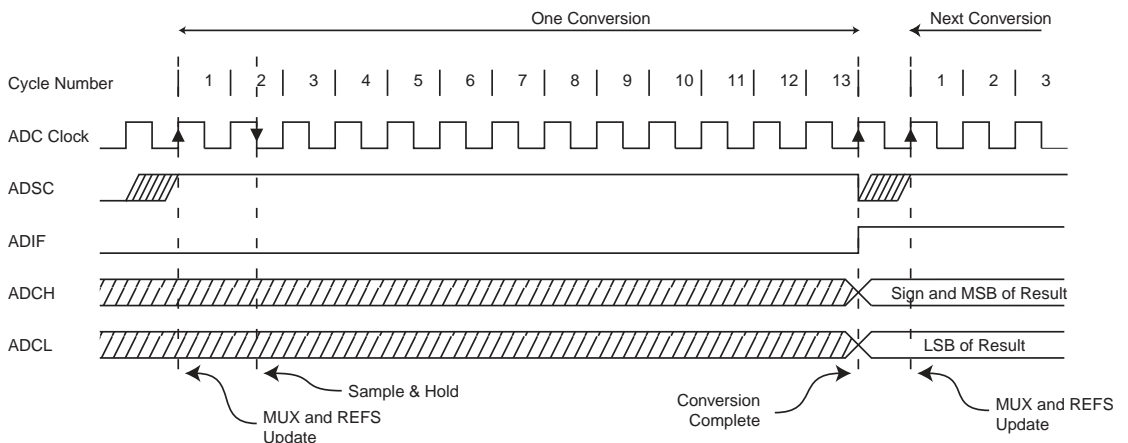 One Conversion
Next Conversion
Cycle Number
1 2 3 4 5 6 7 8 9 10 11 12 13 1 2 3
ADC Clock
ADSC
ADIF
ADCH
Sign and MSB of Result
ADCL
LSB of Result
MUX and REFS
Update
Sample & Hold
Conversion
Complete
MUX and REFS
Update